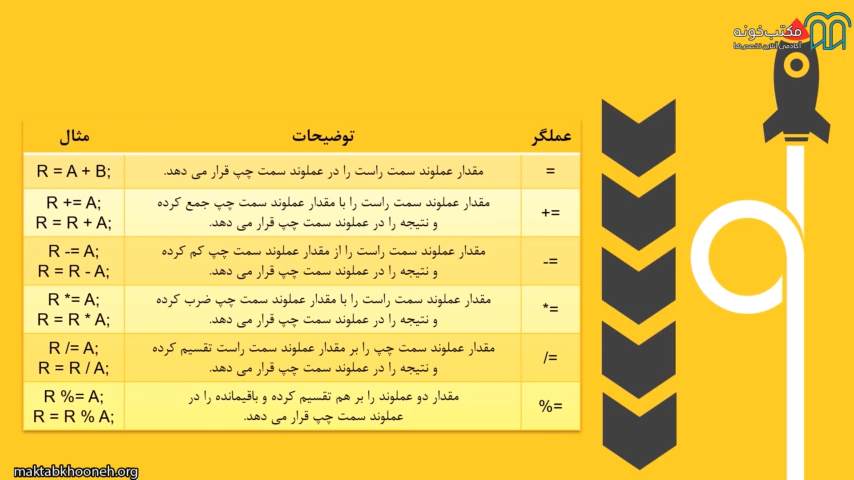 مکتب‌خونه
آکادمی آنلاین تخصص‌ها
عملگر توضیحات مثال
= مقدار عملوند سمت راست را در عملوند سمت چپ قرار می دهد. R = A + B;
+= مقدار عملوند سمت راست را با مقدار عملوند سمت چپ جمع کرده R += A;
و نتیجه را در عملوند سمت چپ قرار می دهد. R = R + A;
-= مقدار عملوند سمت راست را از مقدار عملوند سمت چپ کم کرده R -= A;
و نتیجه را در عملوند سمت چپ قرار می دهد. R = R - A;
*= مقدار عملوند سمت راست را با مقدار عملوند سمت چپ ضرب کرده R *= A;
و نتیجه را در عملوند سمت چپ قرار می دهد. R = R * A;
/= مقدار عملوند سمت چپ را بر مقدار عملوند سمت راست تقسیم کرده R /= A;
و نتیجه را در عملوند سمت چپ قرار می دهد. R = R / A;
%= مقدار دو عملوند را بر هم تقسیم کرده و باقیمانده را در R %= A;
عملوند سمت چپ قرار می دهد. R = R % A;
maktabkhooneh.org